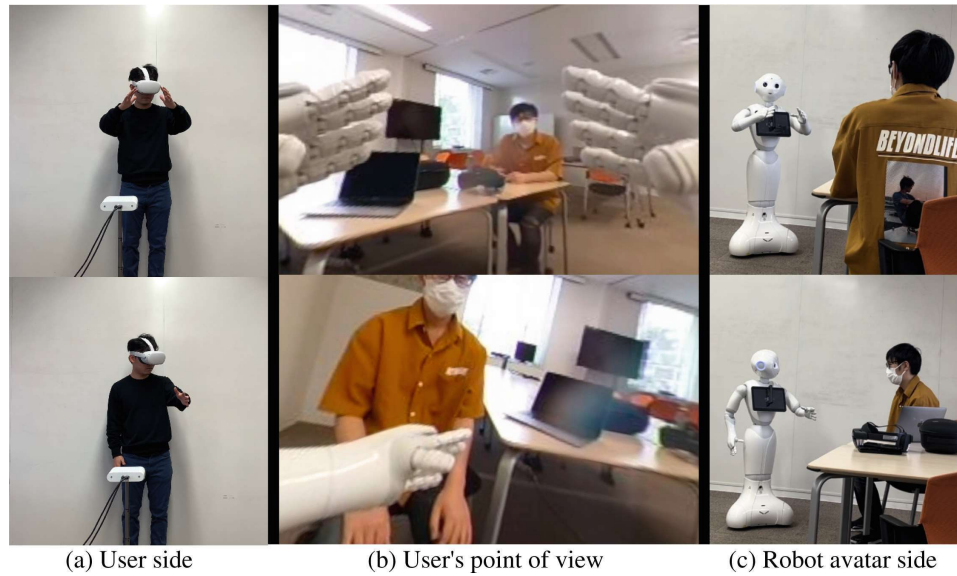 BEYONDLIFE
(a) User side
(b) User's point of view
(c) Robot avatar side